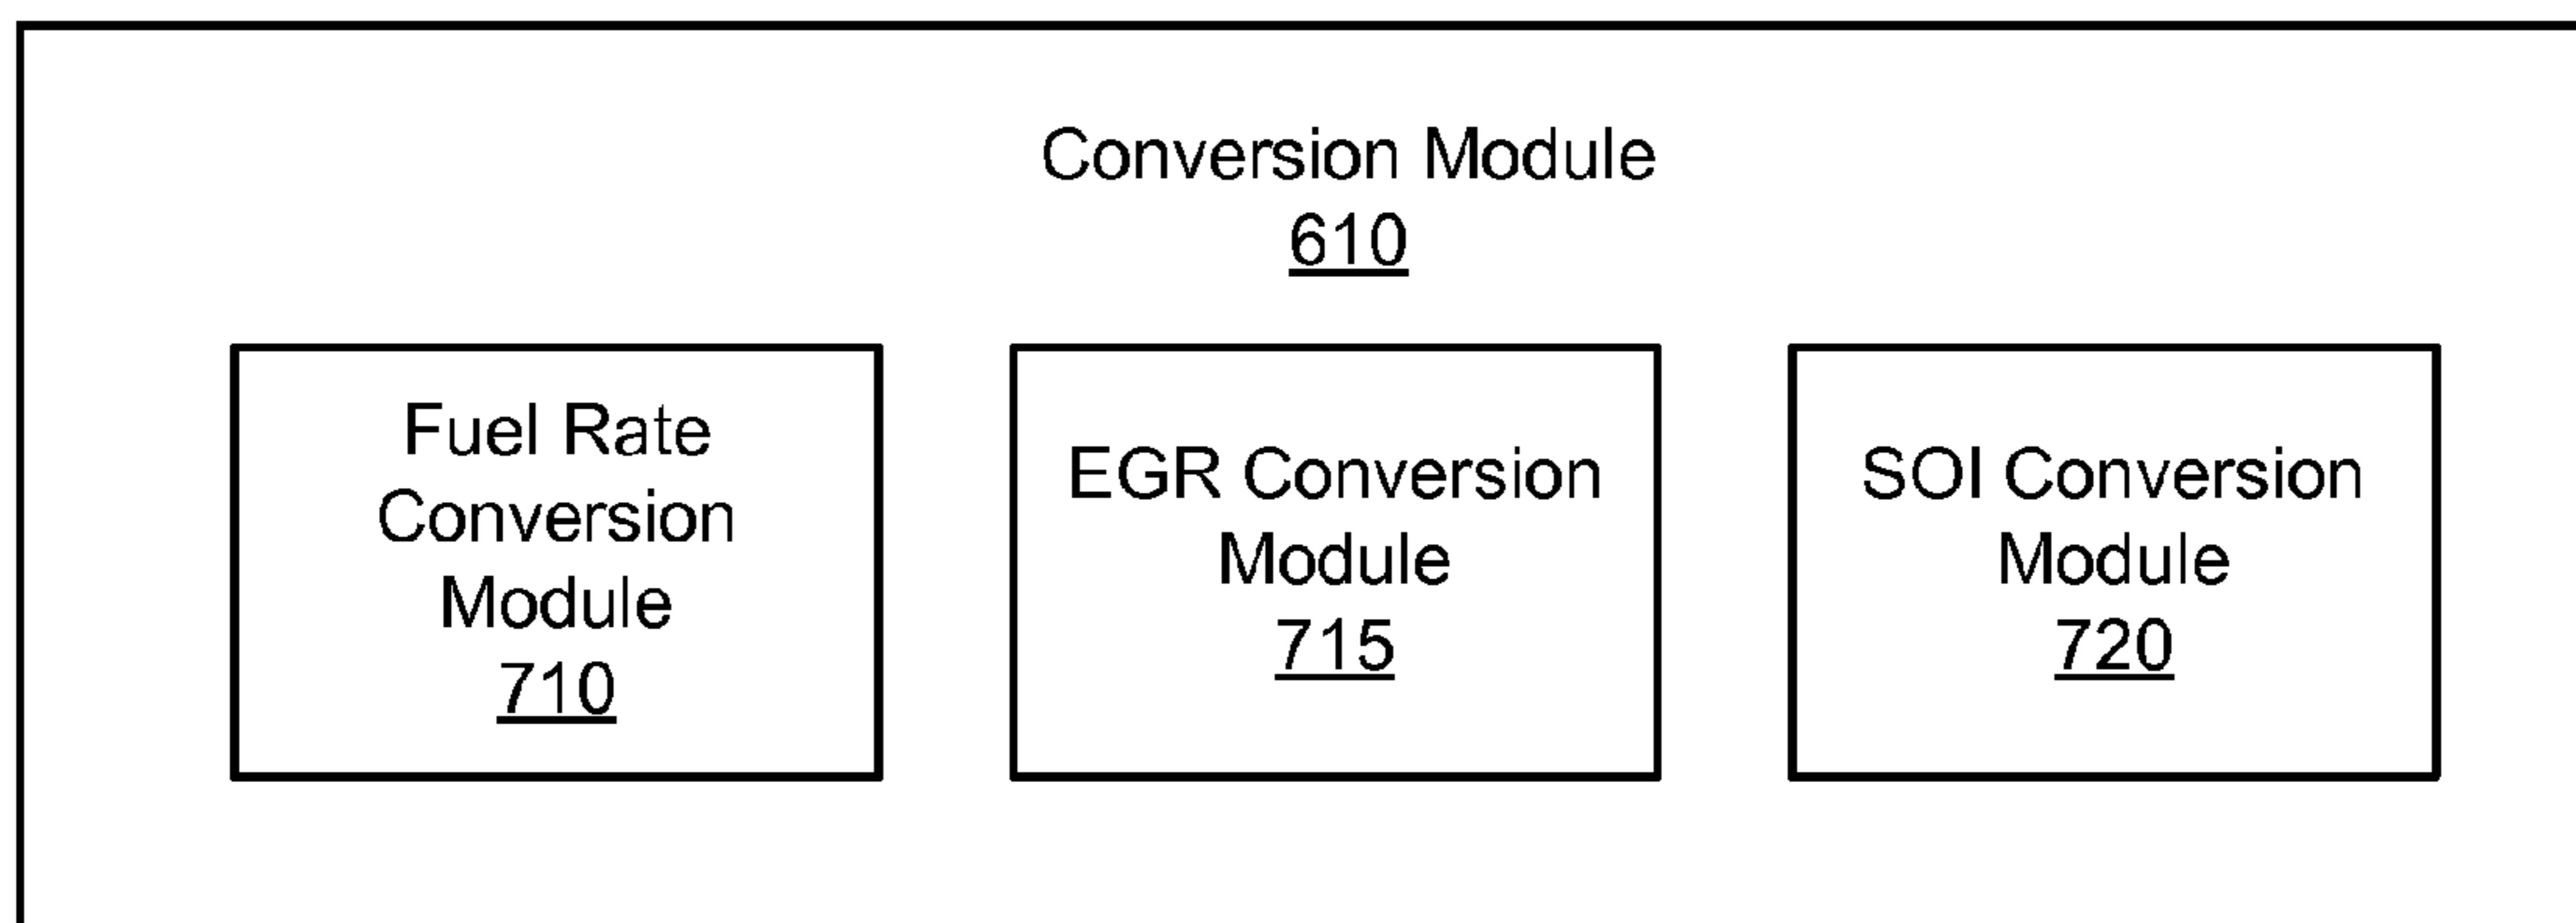 Conversion Module
610
Fuel Rate
Conversion
Module
710
EGR Conversion
Module
715
SOI Conversion
Module
720